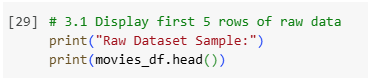 [29] # 3.1 Display first 5 rows of raw data
print("Raw Dataset Sample:")
print(movies_df.head())